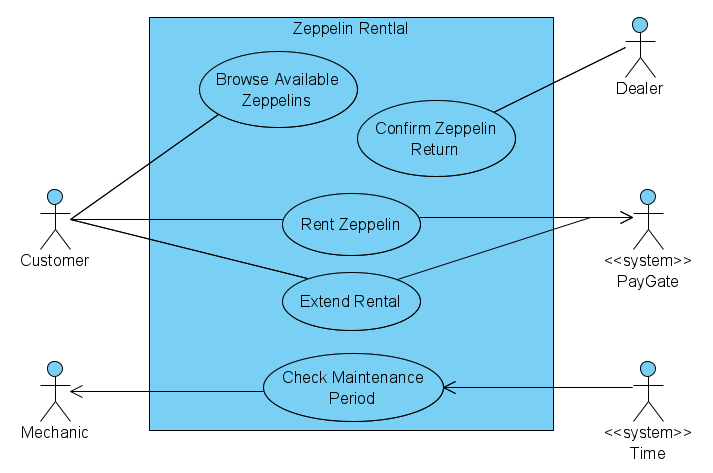 Zeppelin Rentlal
Browse Available
Zeppelins
Dealer
Confirm Zeppelin
Return
Customer
Rent Zeppelin
<<system>>
PayGate
Extend Rental
Mechanic
Check Maintenance
Period
<<system>>
Time